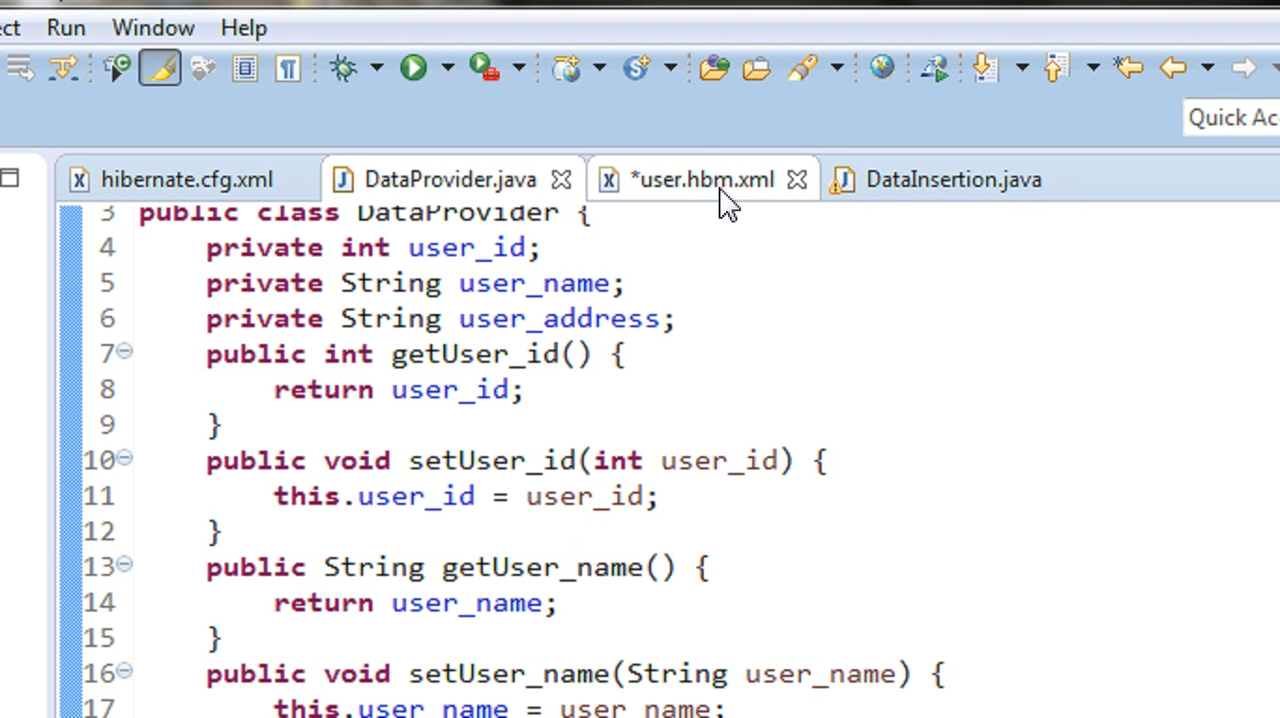 ect Run Window Help
Quick Ac
hibernate.cfg.xml DataProvider.java *user.hbm.xml DataInsertion.java
3 public class DataProvider {
4 private int user_id;
5 private String user_name;
6 private String user_address;
7 public int getUser_id() {
8 return user_id;
9 }
10 public void setUser_id(int user_id) {
11 this.user_id = user_id;
12 }
13 public String getUser_name() {
14 return user_name;
15 }
16 public void setUser_name(String user_name) {
17 this.user_name = user_name;